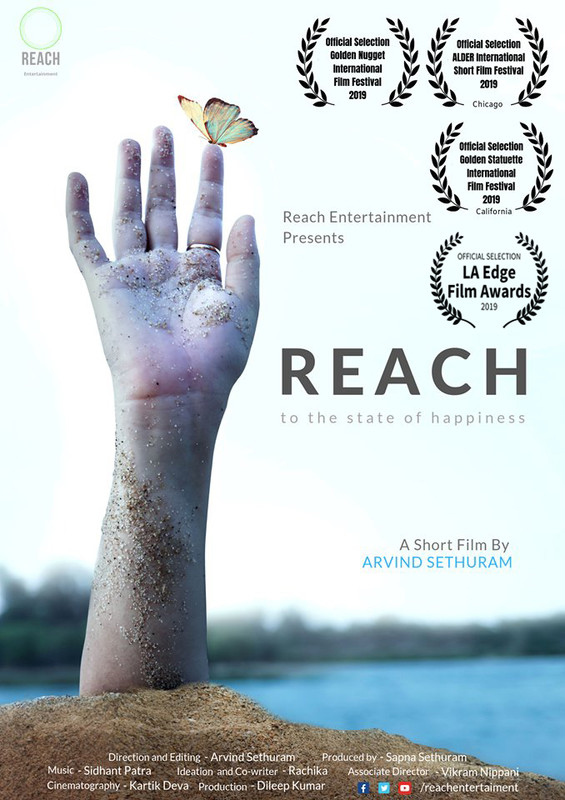 REACH
Entertainment
Official Selection
Golden Nugget
International
Film Festival
2019
Official Selection
ALDER International
Short Film Festival
2019
Chicago
Official Selection
Golden Statuette
International
Film Festival
2019
California
Reach Entertainment
Presents
OFFICIAL SELECTION
LA Edge
Film Awards
2019
REACH
to the state of happiness
A Short Film By
ARVIND SETHURAM
Direction and Editing - Arvind Sethuram Produced by - Sapna Sethuram
Music - Sidhant Patra Ideation and Co-writer - Rachika Associate Director - Vikram Nippani
Cinematography - Kartik Deva Production - Dileep Kumar /reachentertaiment